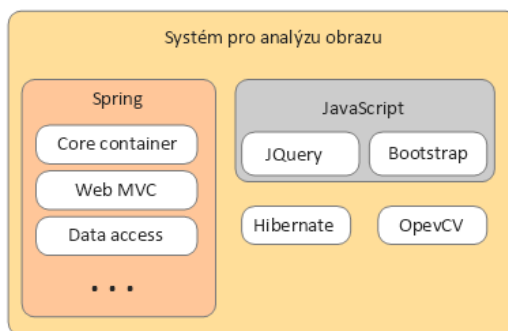 Systém pro analýzu obrazu
Spring
Core container
Web MVC
Data access
• • •
JavaScript
JQuery
Bootstrap
Hibernate
OpevCV